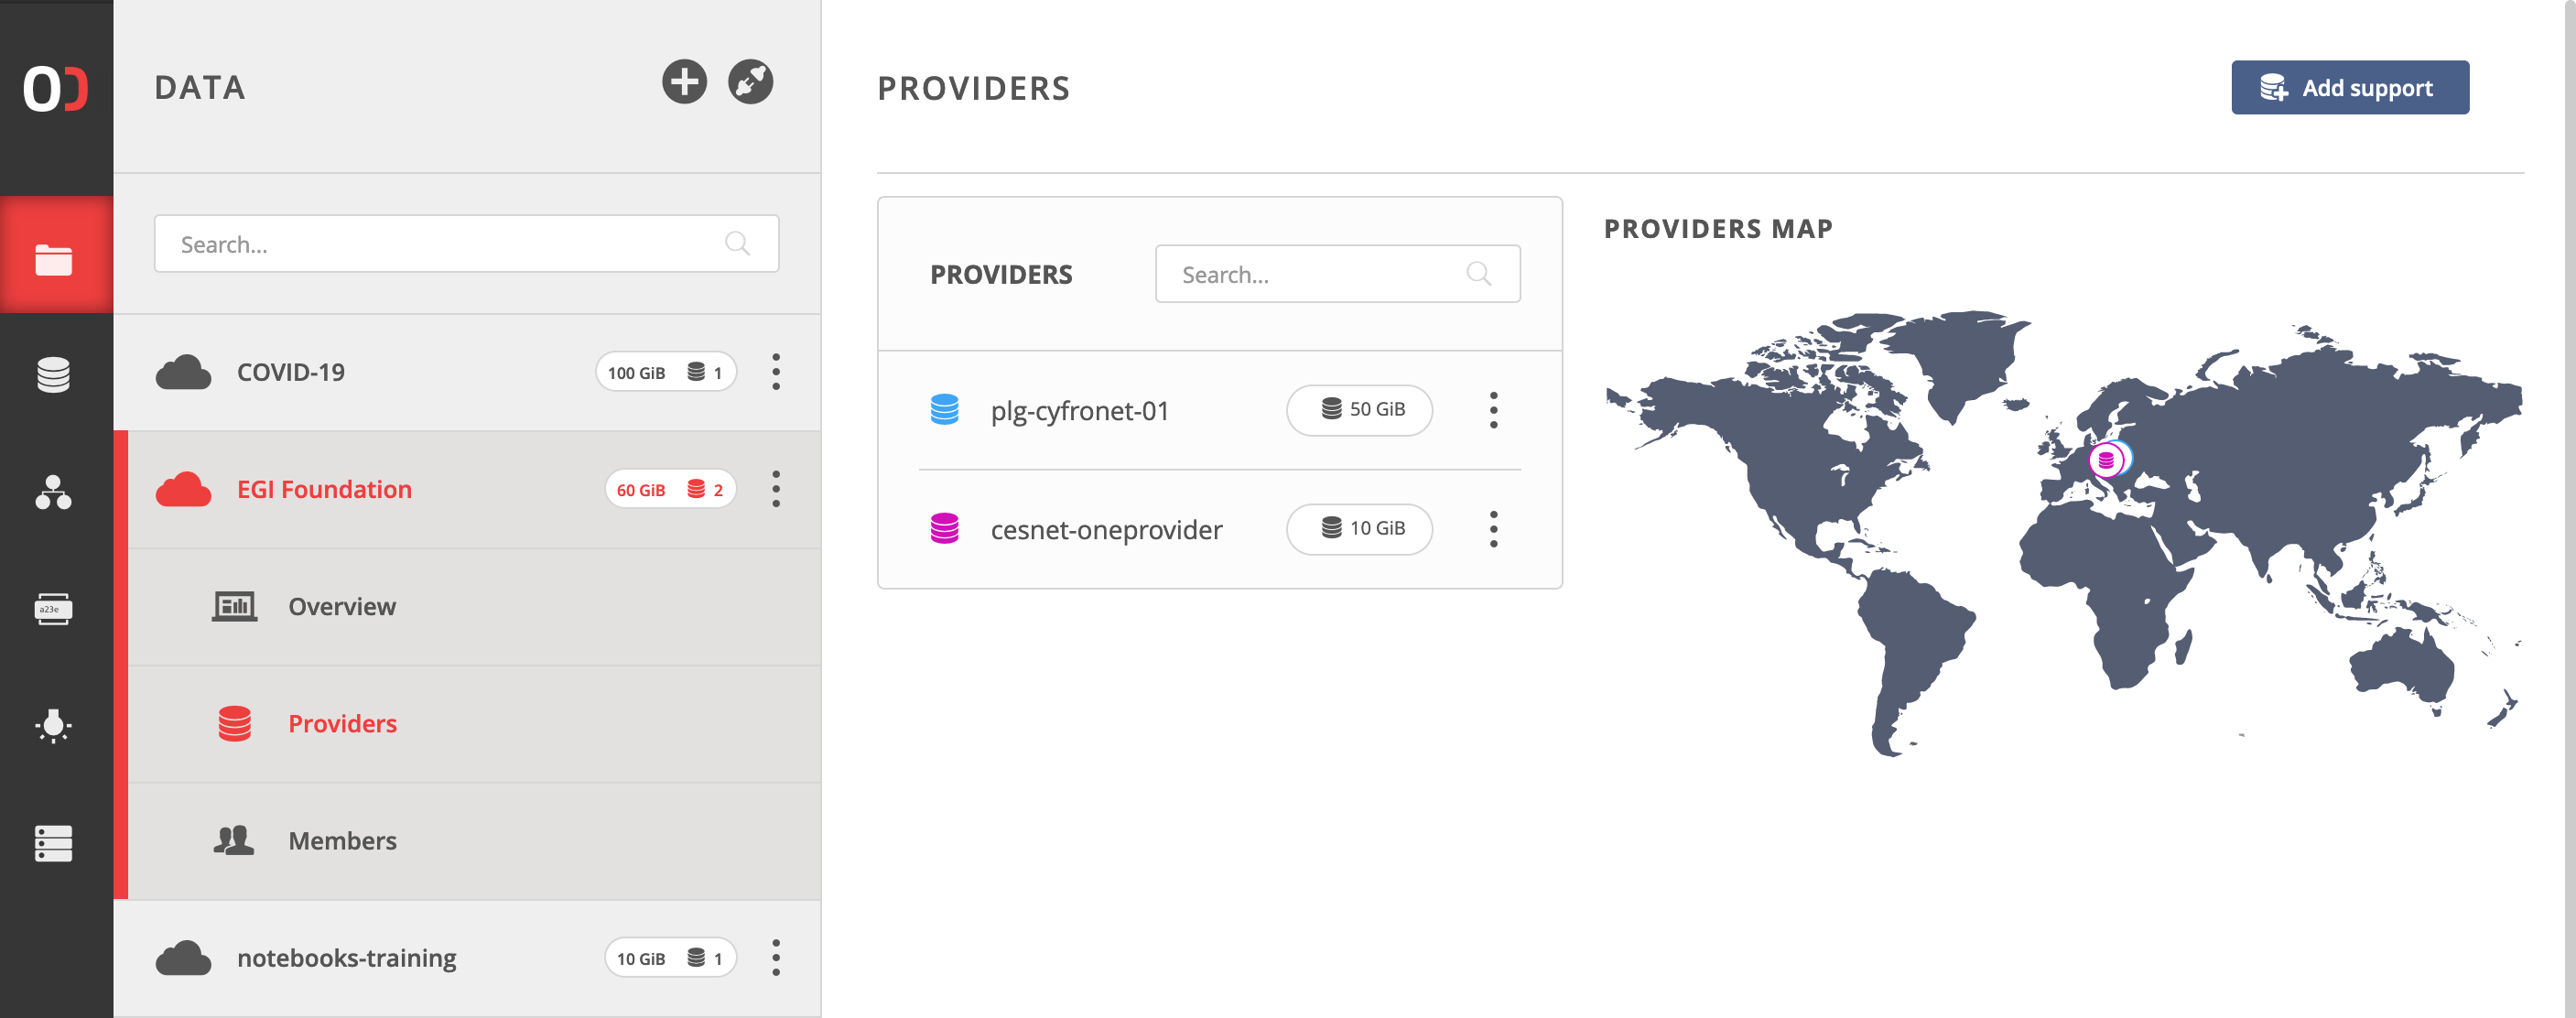 DATA
Search...
COVID-19
100 GiB 1
EGI Foundation
60 GiB 2
Overview
Providers
Members
notebooks-training
10 GiB 1
a23e
PROVIDERS
Add support
PROVIDERS
Search...
plg-cyfronet-01
50 GiB
cesnet-oneprovider
10 GiB
PROVIDERS MAP